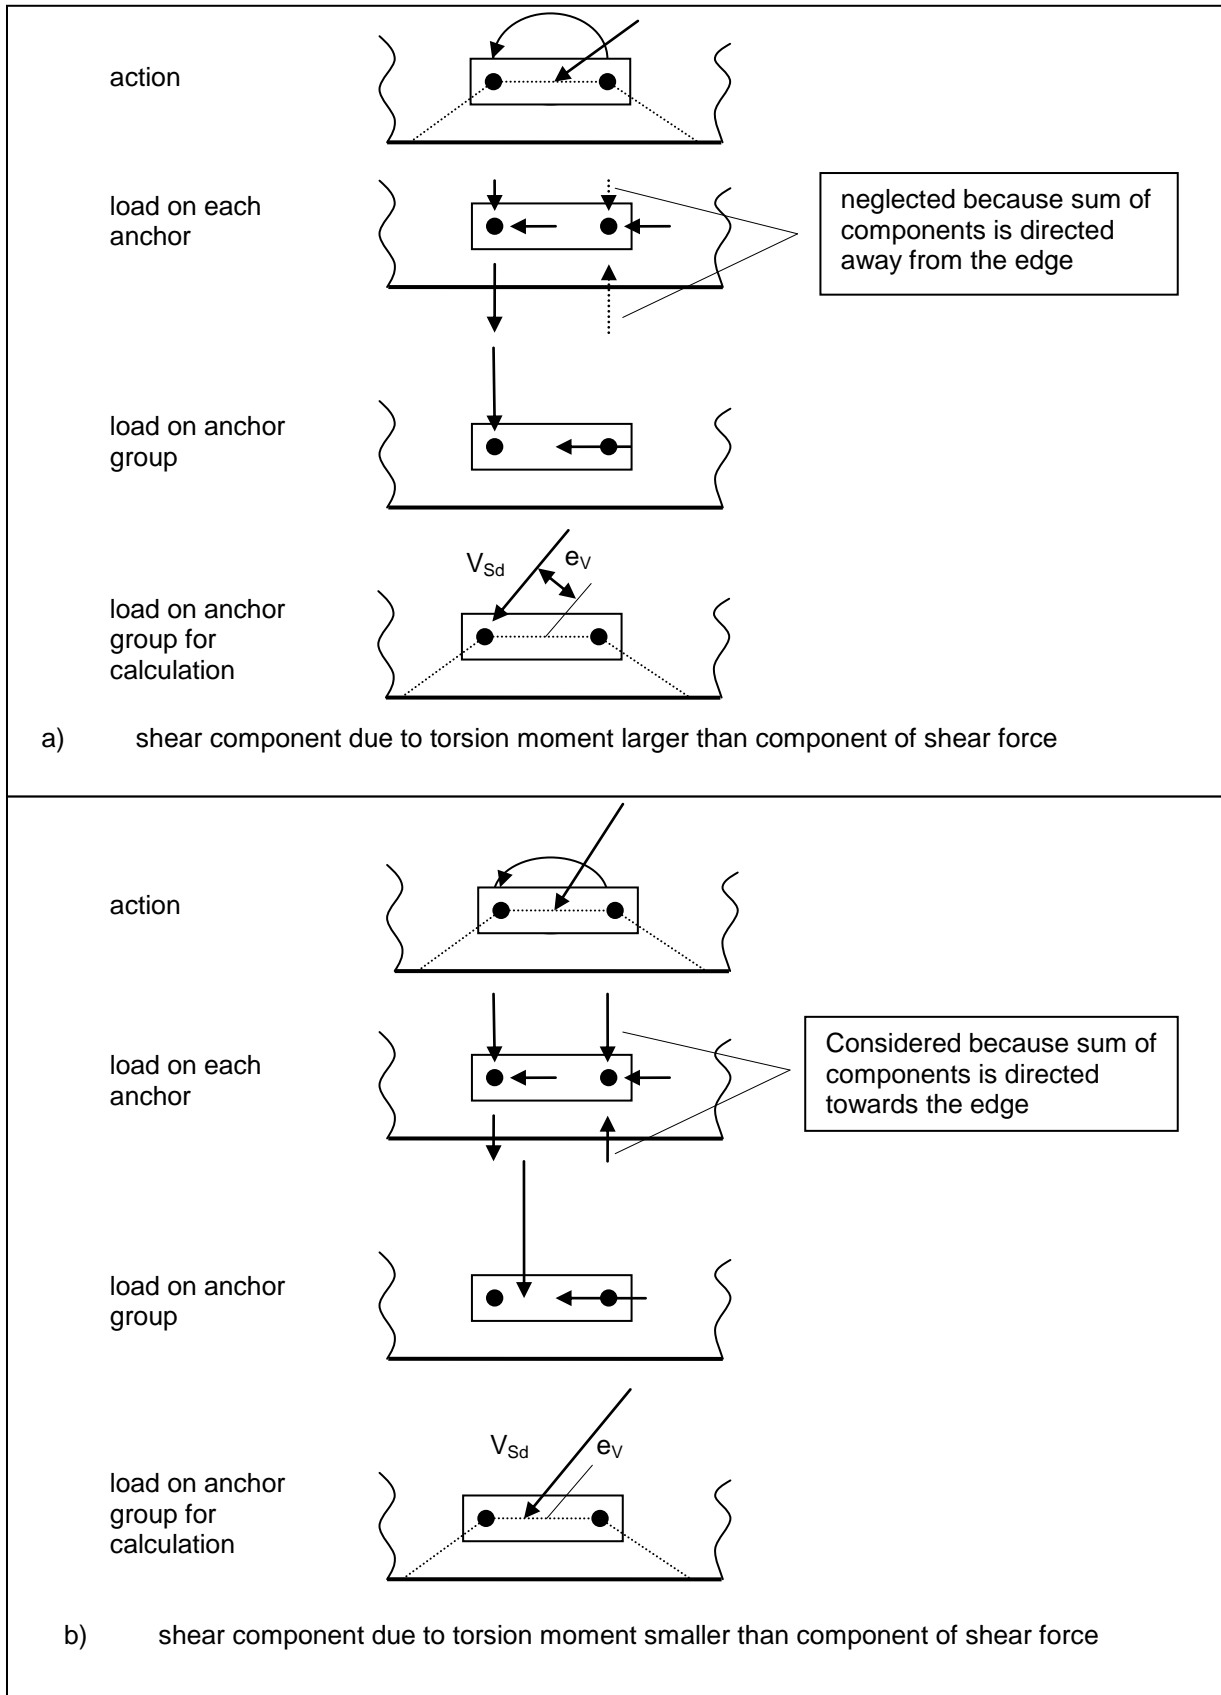 action
load on each
anchor
neglected because sum of
components is directed
away from the edge
load on anchor
group
V_Sd
e_V
load on anchor
group for
calculation
a) shear component due to torsion moment larger than component of shear force
action
load on each
anchor
Considered because sum of
components is directed
towards the edge
load on anchor
group
V_Sd
e_V
load on anchor
group for
calculation
b) shear component due to torsion moment smaller than component of shear force